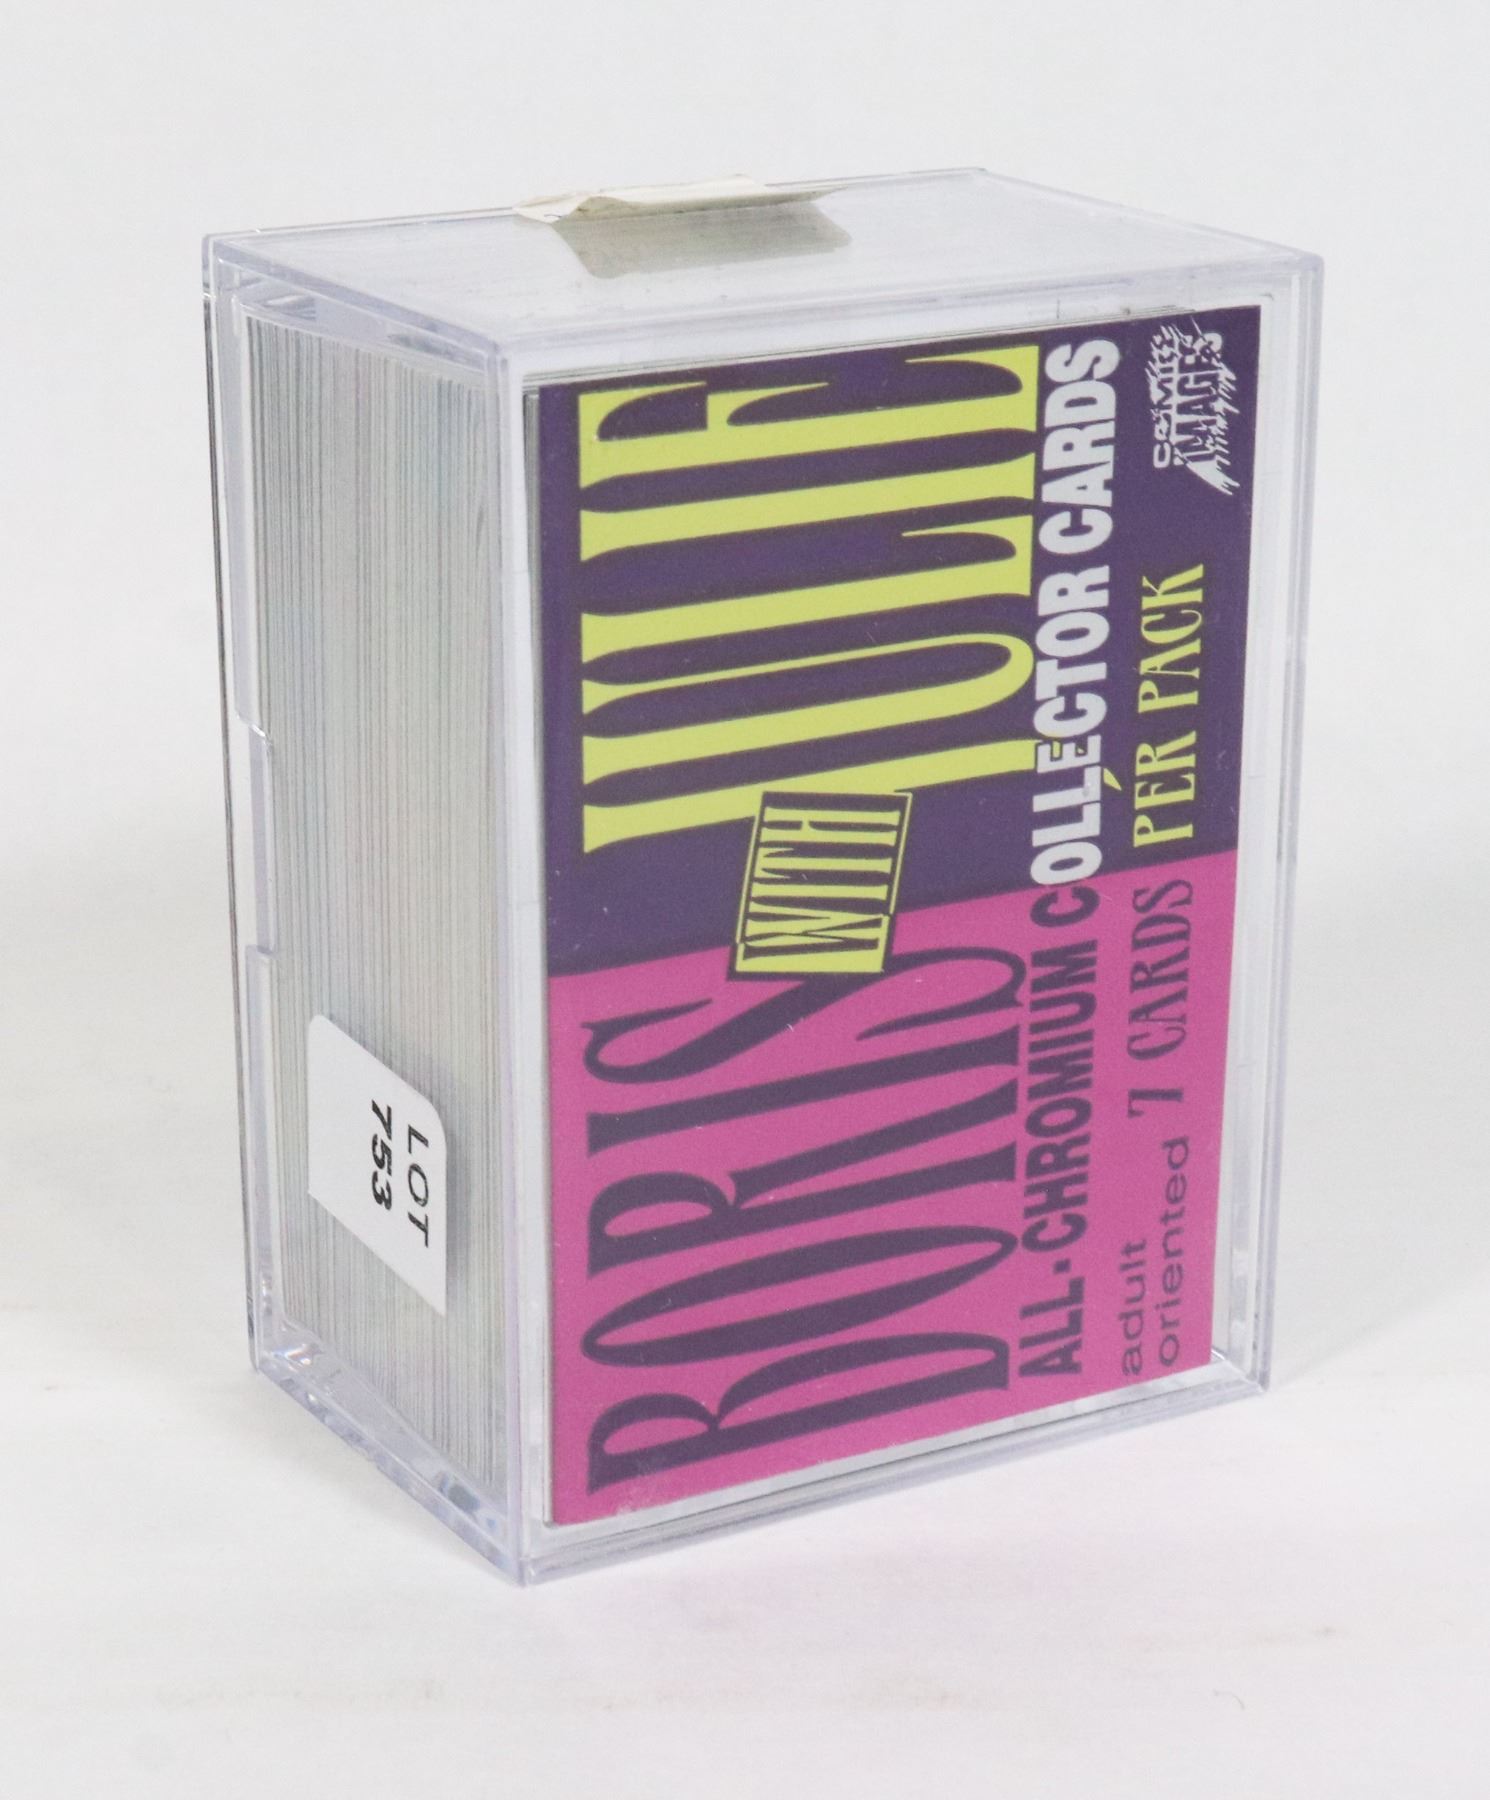 BORIS WITH JULIE
ALL-CHROMIUM COLLECTOR CARDS
adult
oriented
7 CARDS PER PACK
COMIC
IMAGES
LOT
753